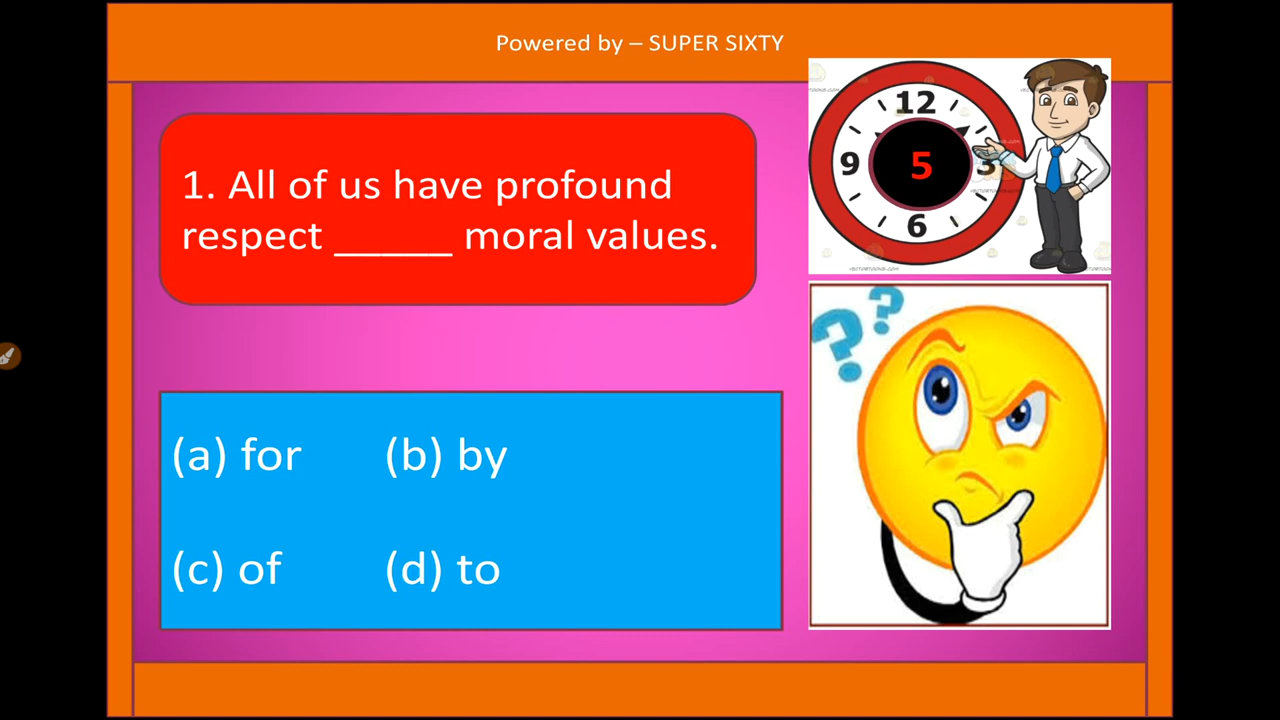 Powered by – SUPER SIXTY
1. All of us have profound
respect ______ moral values.
12
9
5
3
6
(a) for (b) by
(c) of (d) to
? ?